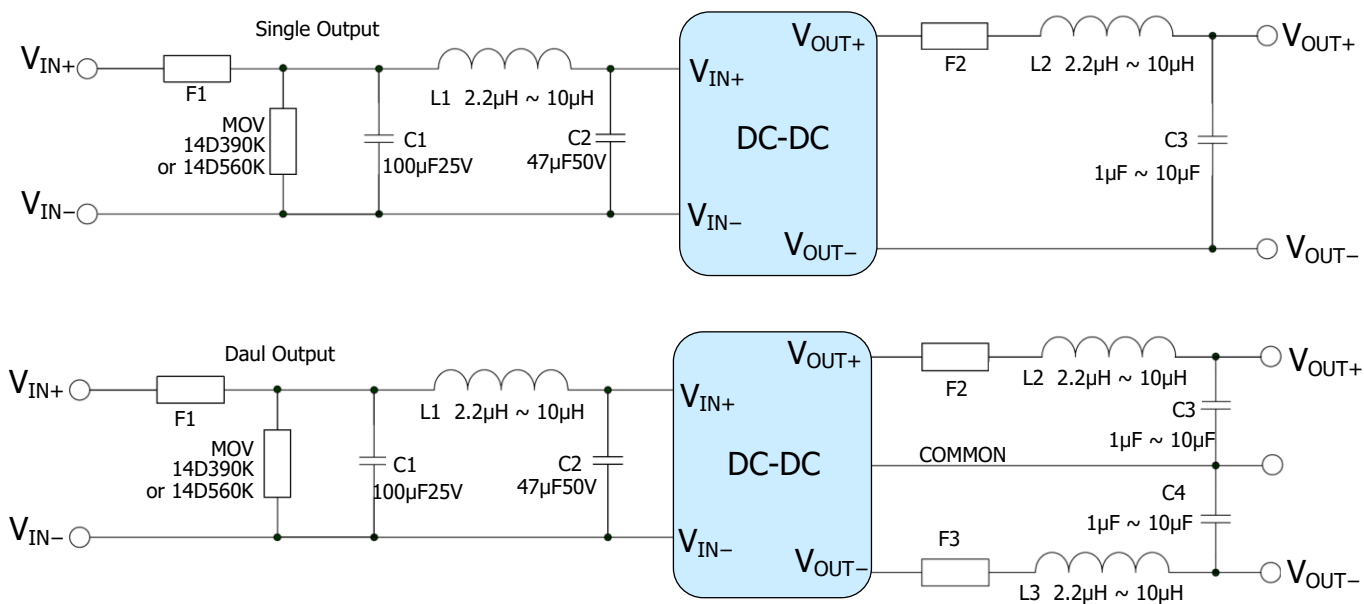 Single Output
VIN+
F1
MOV
14D390K
or 14D560K
C1
100µF25V
L1 2.2µH ~ 10µH
C2
47µF50V
VIN−
VIN+
DC-DC
VIN−
VOUT+
VOUT−
F2
L2 2.2µH ~ 10µH
C3
1µF ~ 10µF
VOUT+
VOUT−
Daul Output
VIN+
F1
MOV
14D390K
or 14D560K
C1
100µF25V
L1 2.2µH ~ 10µH
C2
47µF50V
VIN−
VIN+
DC-DC
VIN−
VOUT+
VOUT−
F2
L2 2.2µH ~ 10µH
C3
1µF ~ 10µF
COMMON
C4
1µF ~ 10µF
F3
L3 2.2µH ~ 10µH
VOUT+
VOUT−